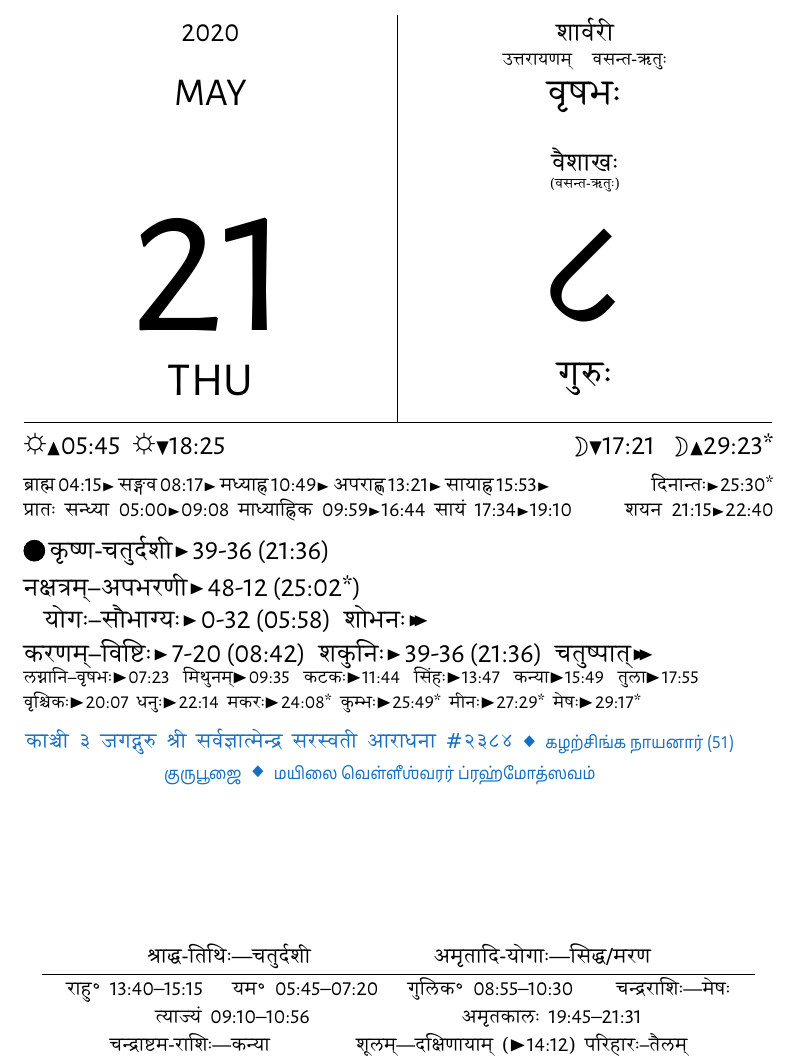 2020
MAY
21
THU
शार्वरी
उत्तरायणम् वसन्त-ऋतुः
वृषभः
वैशाखः
(वसन्त-ऋतुः)
८
गुरुः
☼▲05:45 ☼▼18:25 ☽▼17:21 ☽▲29:23*
ब्राह्म 04:15► सङ्गव 08:17► मध्याह्न 10:49► अपराह्ण 13:21► सायाह्न 15:53► दिनान्तः►25:30*
प्रातः सन्ध्या 05:00►09:08 माध्याह्निक 09:59►16:44 सायं 17:34►19:10 शयन 21:15►22:40
●कृष्ण-चतुर्दशी►39-36 (21:36)
नक्षत्रम्–अपभरणी►48-12 (25:02*)
योगः–सौभाग्यः►0-32 (05:58) शोभनः►►
करणम्–विष्टिः►7-20 (08:42) शकुनिः►39-36 (21:36) चतुष्पात्►►
लग्नानि–वृषभः►07:23 मिथुनम्►09:35 कटकः►11:44 सिंहः►13:47 कन्या►15:49 तुला►17:55
वृश्चिकः►20:07 धनुः►22:14 मकरः►24:08* कुम्भः►25:49* मीनः►27:29* मेषः►29:17*
काञ्ची ३ जगद्गुरु श्री सर्वज्ञात्मेन्द्र सरस्वती आराधना #२३८४ ◆ கழற்சிங்க நாயனார் (51)
குருபூஜை ◆ மயிலை வெள்ளீஶ்வரர் ப்ரஹ்மோத்ஸவம்
श्राद्ध-तिथिः—चतुर्दशी अमृतादि-योगाः—सिद्ध/मरण
राहु° 13:40–15:15 यम° 05:45–07:20 गुलिक° 08:55–10:30 चन्द्रराशिः—मेषः
त्याज्यं 09:10–10:56 अमृतकालः 19:45–21:31
चन्द्राष्टम-राशिः—कन्या शूलम्—दक्षिणायाम् (►14:12) परिहारः–तैलम्